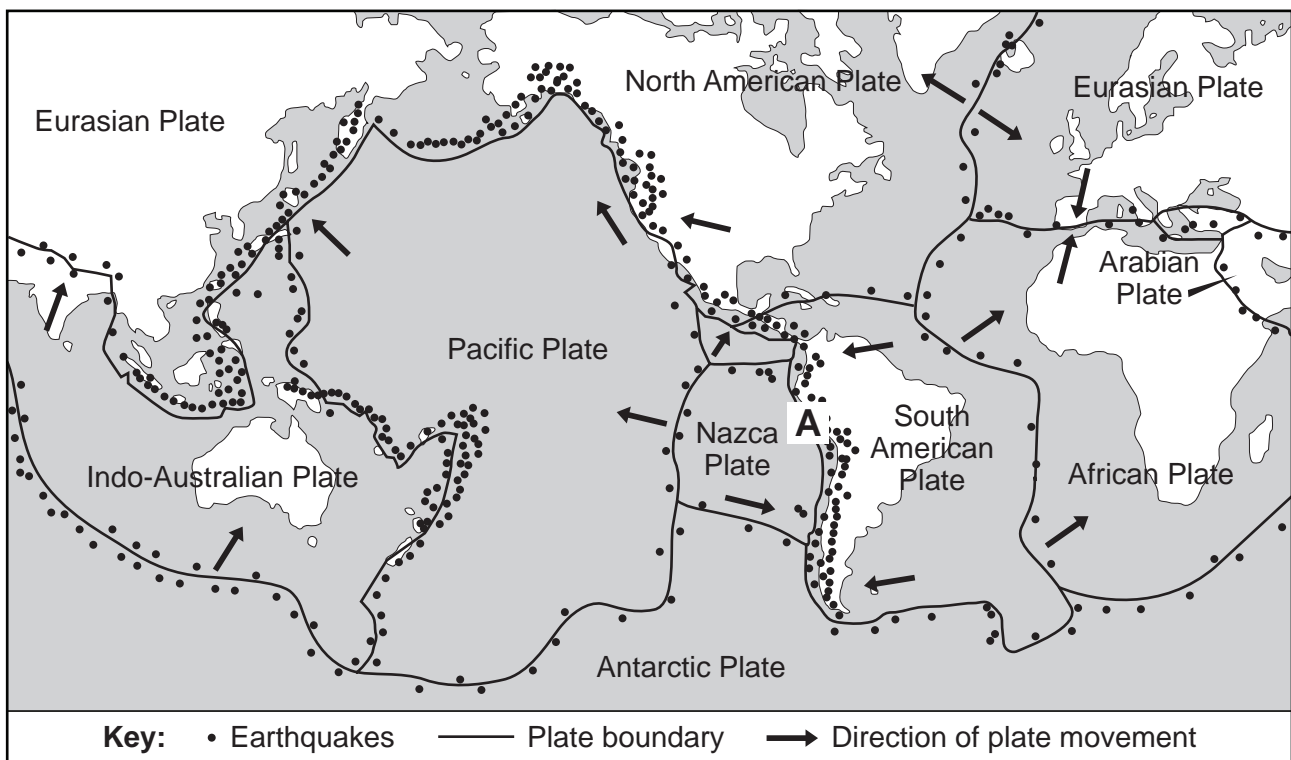 North American Plate
Eurasian Plate
Eurasian Plate
Arabian
Plate
Pacific Plate
A
Nazca
Plate
South
American
Plate
Indo-Australian Plate
African Plate
Antarctic Plate
Key: Earthquakes Plate boundary Direction of plate movement